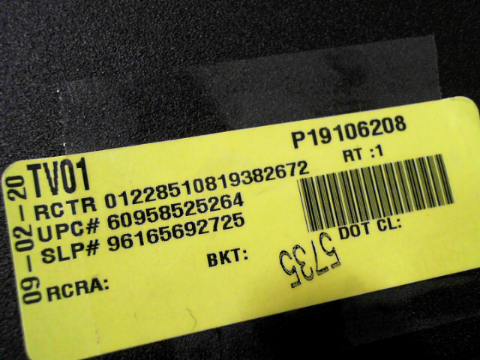 P19106208
TV01
RT :1
RCTR 01228510819382672
UPC# 60958525264
SLP# 96165692725
BKT:
DOT CL:
RCRA:
5735
09-02-20